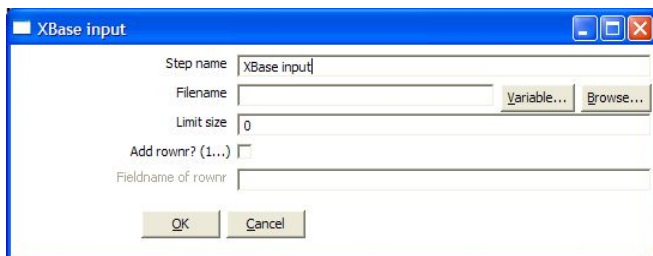 XBase input
Step name XBase input
Filename Variable... Browse...
Limit size 0
Add rownr? (1...)
Fieldname of rownr
OK Cancel